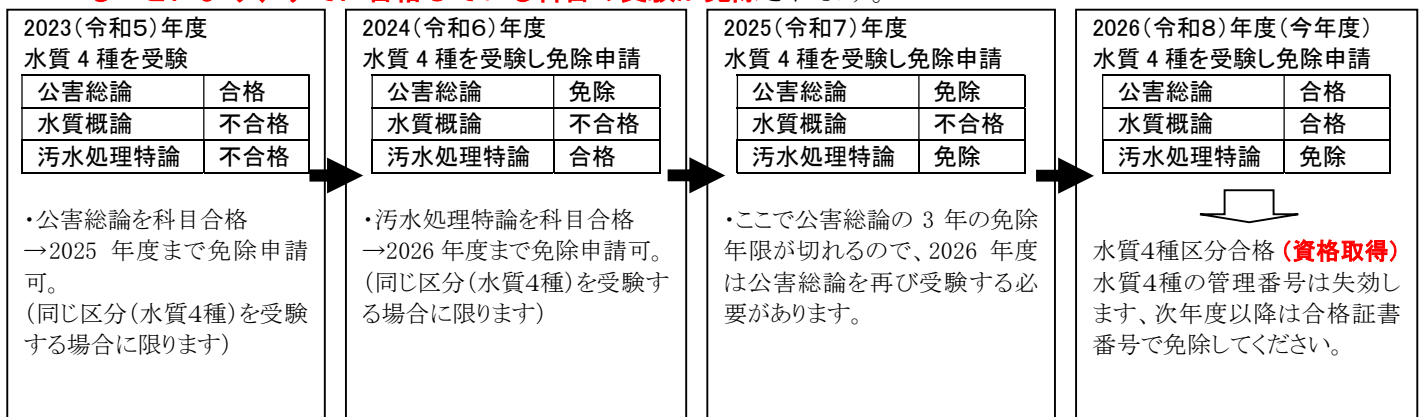 合格している科目の受験が免除
2023(令和5)年度
水質4種を受験
公害総論 合格
水質概論 不合格
汚水処理特論 不合格
・公害総論を科目合格
→2025 年度まで免除申請
可。
(同じ区分(水質4種)を受験
する場合に限ります)
2024(令和6)年度
水質4種を受験し免除申請
公害総論 免除
水質概論 不合格
汚水処理特論 合格
・汚水処理特論を科目合格
→2026 年度まで免除申請可。
(同じ区分(水質4種)を受験す
る場合に限ります)
2025(令和7)年度
水質4種を受験し免除申請
公害総論 免除
水質概論 不合格
汚水処理特論 免除
・ここで公害総論の 3 年の免除
年限が切れるので、2026 年度
は公害総論を再び受験する必
要があります。
2026(令和8)年度(今年度)
水質4種を受験し免除申請
公害総論 合格
水質概論 合格
汚水処理特論 免除
水質4種区分合格(資格取得)
水質4種の管理番号は失効し
ます、次年度以降は合格証書
番号で免除してください。